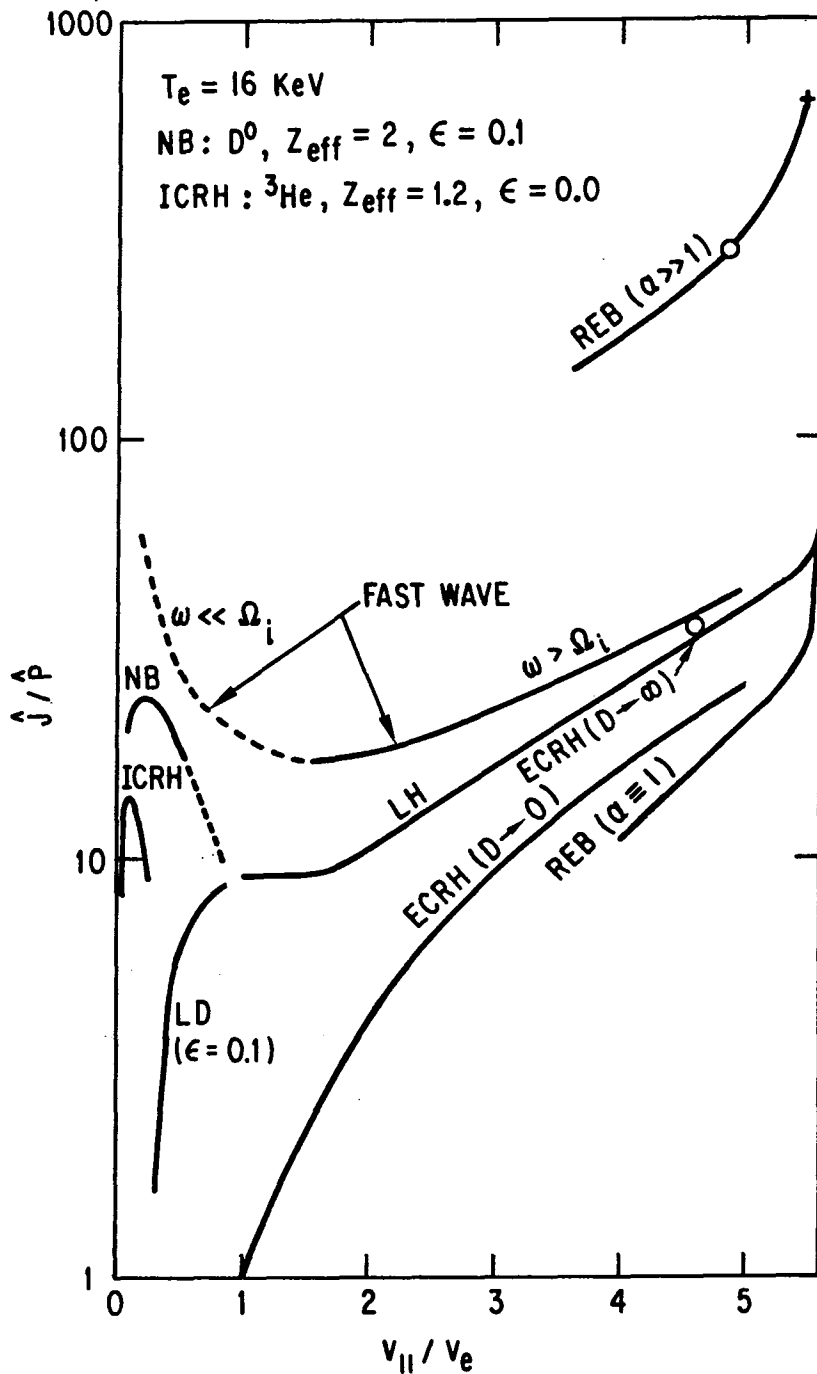 1000
T_e = 16 KeV
NB: D⁰, Z_eff = 2, ϵ = 0.1
ICRH: ³He, Z_eff = 1.2, ϵ = 0.0
REB (α>>1)
100
ω << Ω_i
FAST WAVE
ω > Ω_i
NB
ICRH
Ĵ/P̂
LH
ECRH (D→∞)
ECRH (D→0)
REB (α≡1)
10
LD
(ϵ=0.1)
1
0 1 2 3 4 5
V_II / V_e